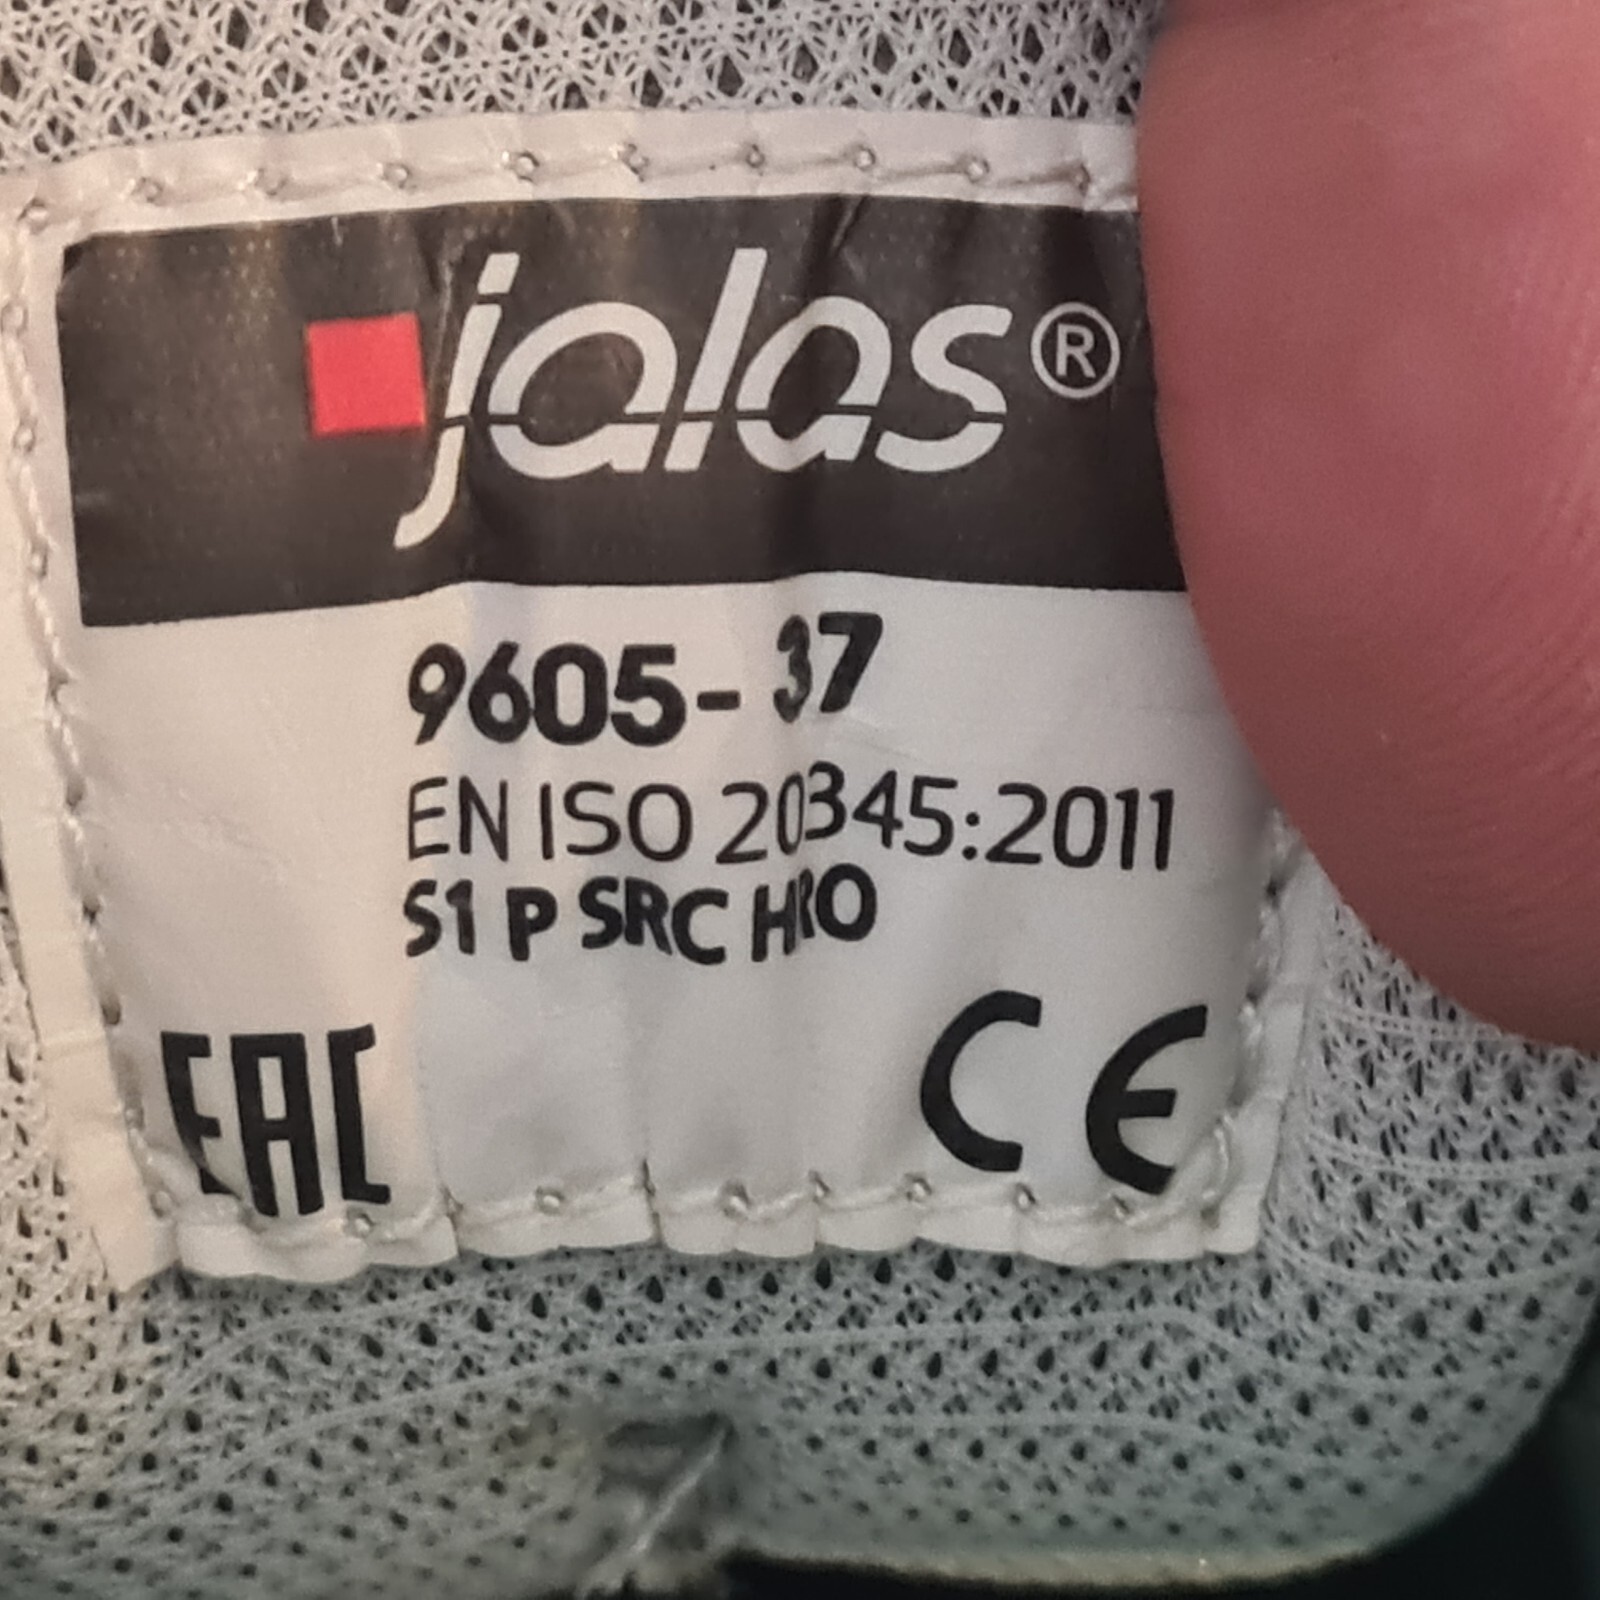 jalas®
9605-37
EN ISO 20345:2011
S1 P SRC HRO
EAC CE